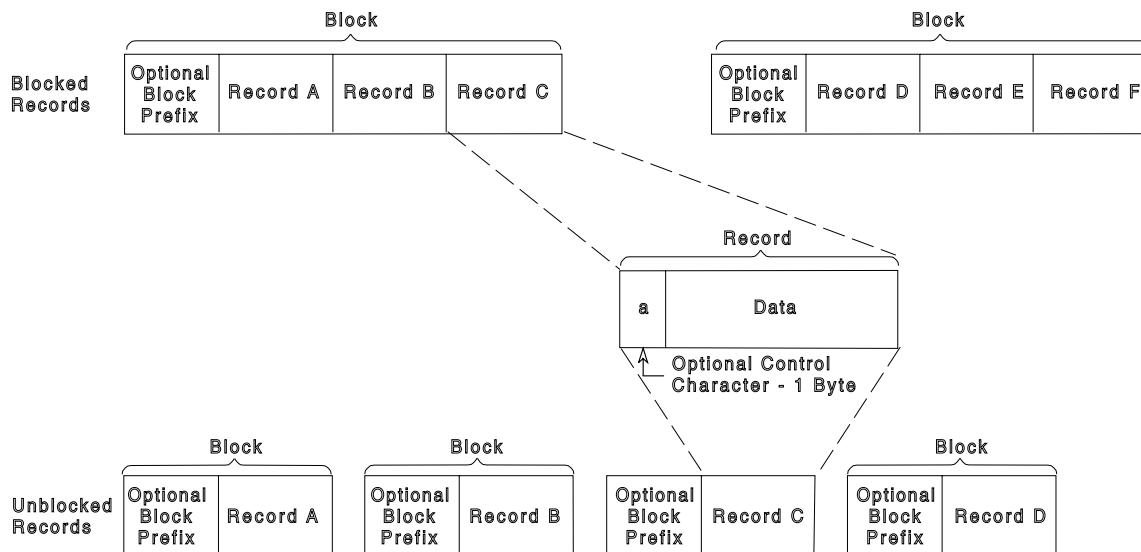 Block
Block
Blocked
Records
Optional
Block
Prefix
Record A
Record B
Record C
Optional
Block
Prefix
Record D
Record E
Record F
Record
a
Data
Optional Control
Character - 1 Byte
Block
Block
Block
Unblocked
Records
Optional
Block
Prefix
Record A
Optional
Block
Prefix
Record B
Optional
Block
Prefix
Record C
Optional
Block
Prefix
Record D